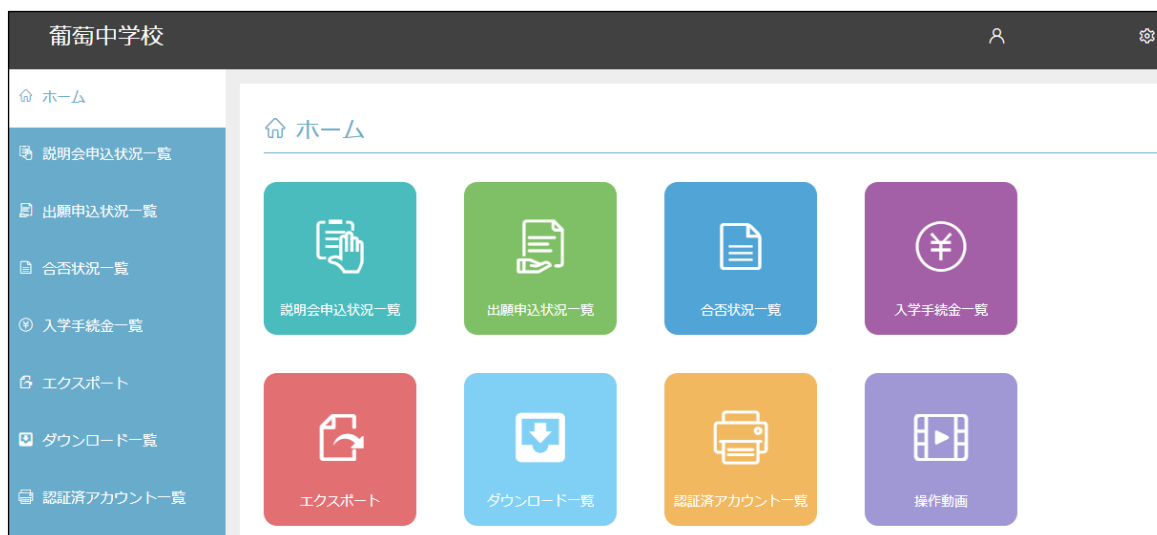 葡萄中学校
ホーム
説明会申込状況一覧
出願申込状況一覧
合否状況一覧
入学手続金一覧
エクスポート
ダウンロード一覧
認証済アカウント一覧
ホーム
説明会申込状況一覧
出願申込状況一覧
合否状況一覧
入学手続金一覧
エクスポート
ダウンロード一覧
認証済アカウント一覧
操作動画